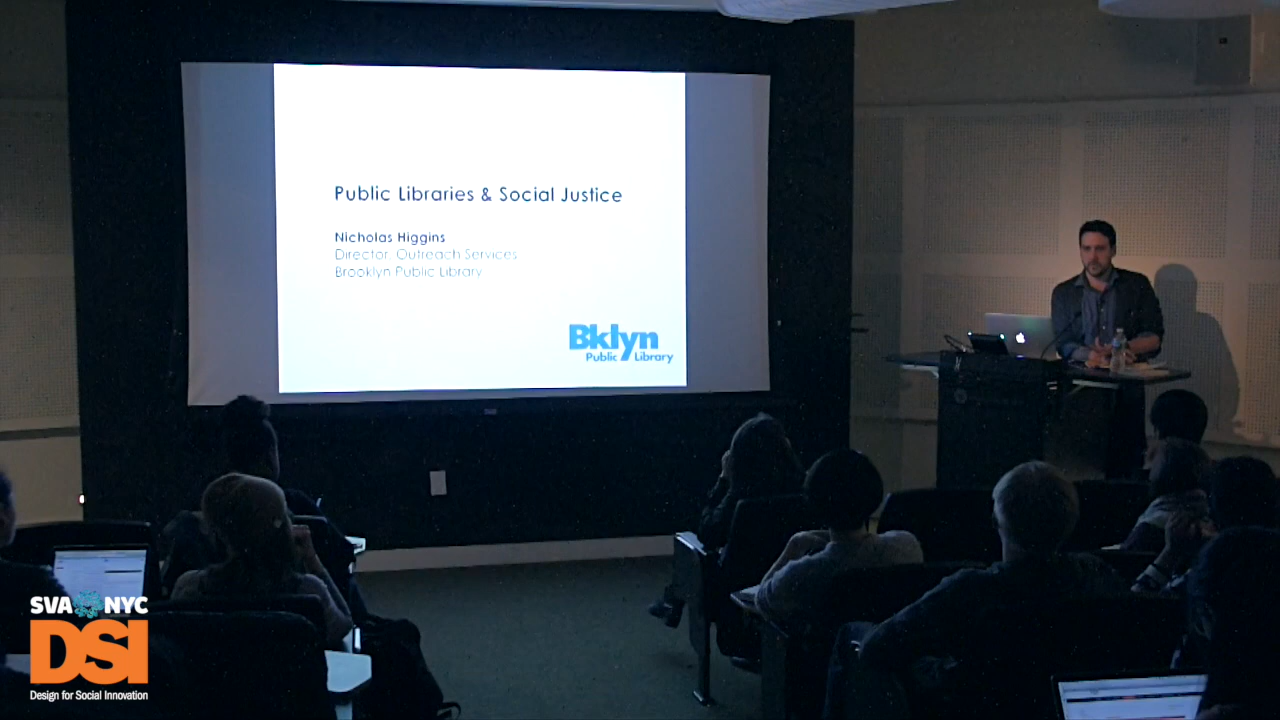 Public Libraries & Social Justice
Nicholas Higgins
Director, Outreach Services
Brooklyn Public Library
Bklyn
Public Library
SVA NYC
DSI
Design for Social Innovation